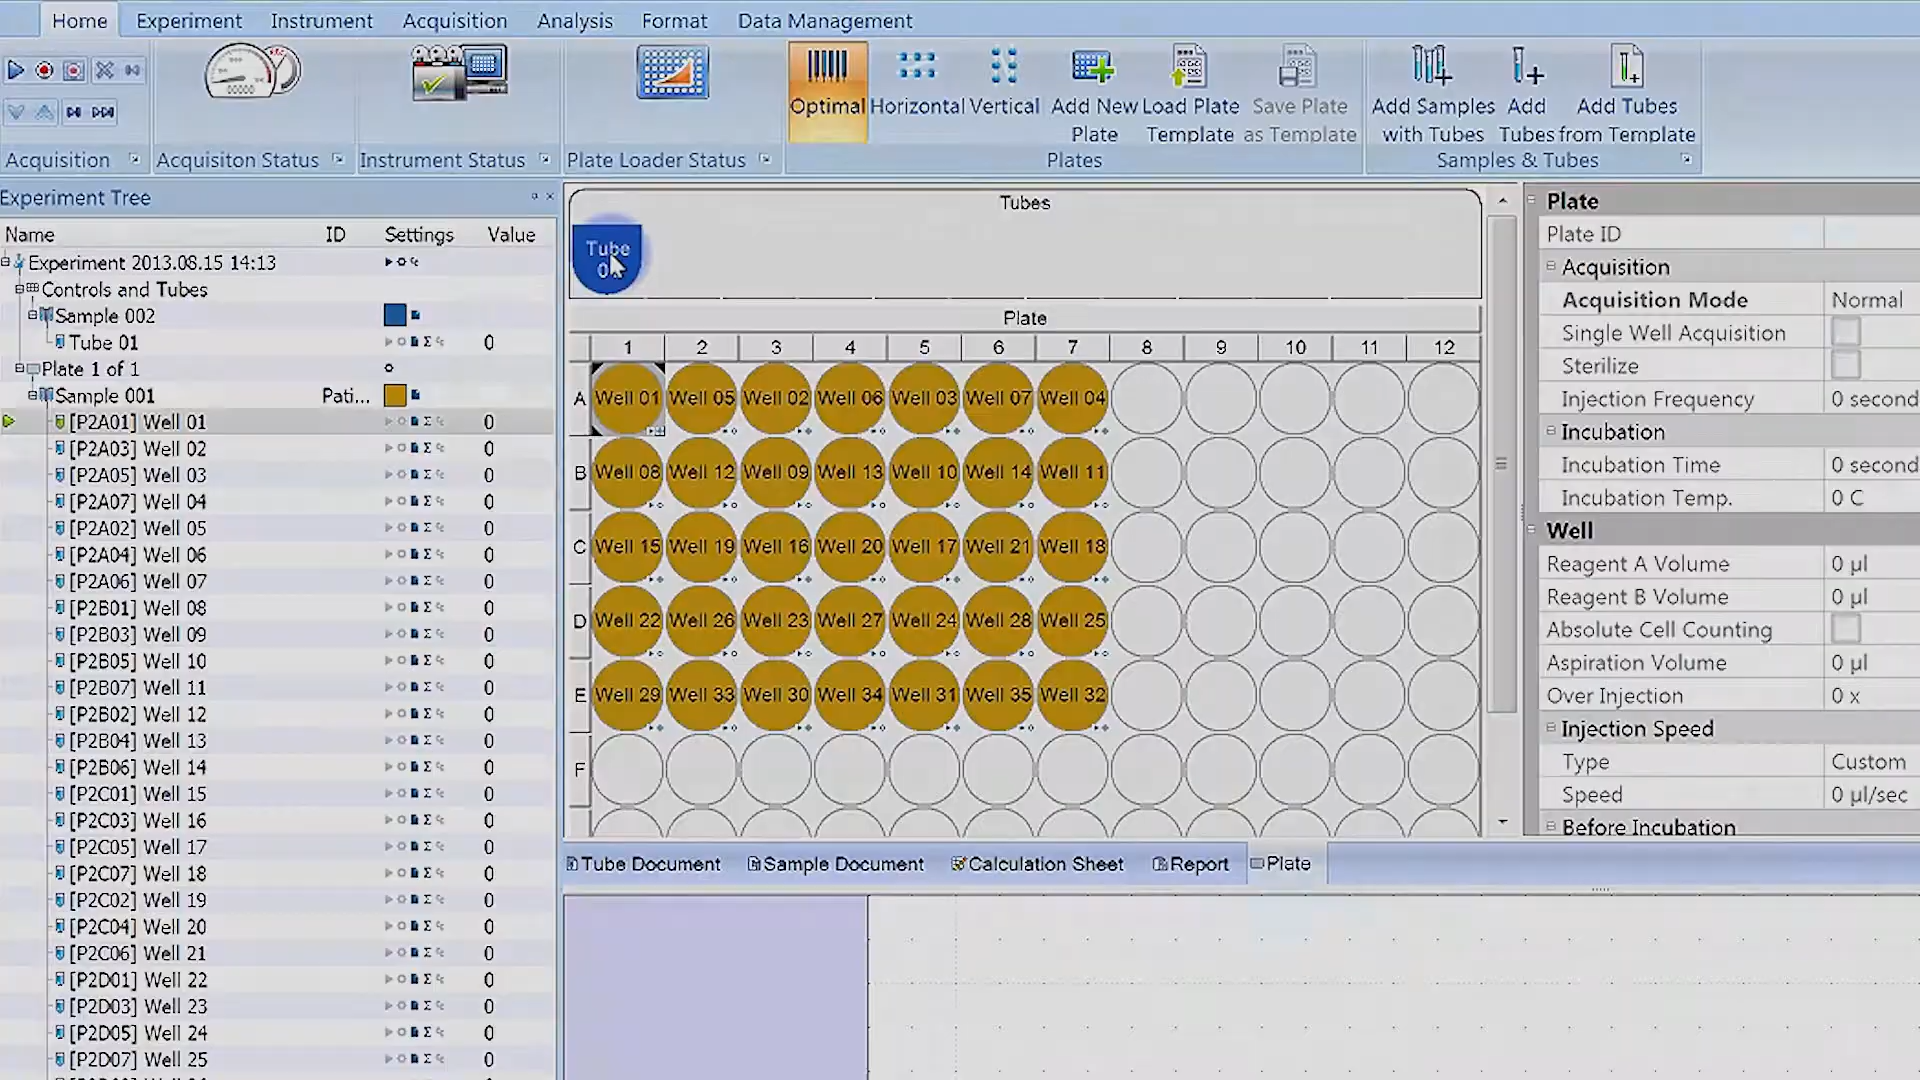 Home Experiment Instrument Acquisition Analysis Format Data Management
00000
Optimal Horizontal Vertical Add New Plate Load Plate Template Save Plate as Template Add Samples with Tubes Add Tubes Add Tubes from Template
Acquisition Acquisiton Status Instrument Status Plate Loader Status Plates Samples & Tubes
Experiment Tree
Name ID Settings Value
Experiment 2013.08.15 14:13
Controls and Tubes
Sample 002
Tube 01 Σ 0
Plate 1 of 1
Sample 001 Pati...
[P2A01] Well 01 Σ 0
[P2A03] Well 02 Σ 0
[P2A05] Well 03 Σ 0
[P2A07] Well 04 Σ 0
[P2A02] Well 05 Σ 0
[P2A04] Well 06 Σ 0
[P2A06] Well 07 Σ 0
[P2B01] Well 08 Σ 0
[P2B03] Well 09 Σ 0
[P2B05] Well 10 Σ 0
[P2B07] Well 11 Σ 0
[P2B02] Well 12 Σ 0
[P2B04] Well 13 Σ 0
[P2B06] Well 14 Σ 0
[P2C01] Well 15 Σ 0
[P2C03] Well 16 Σ 0
[P2C05] Well 17 Σ 0
[P2C07] Well 18 Σ 0
[P2C02] Well 19 Σ 0
[P2C04] Well 20 Σ 0
[P2C06] Well 21 Σ 0
[P2D01] Well 22 Σ 0
[P2D03] Well 23 Σ 0
[P2D05] Well 24 Σ 0
[P2D07] Well 25 Σ 0
Tubes
Tube
Plate
1 2 3 4 5 6 7 8 9 10 11 12
A Well 01 Well 05 Well 02 Well 06 Well 03 Well 07 Well 04
B Well 08 Well 12 Well 09 Well 13 Well 10 Well 14 Well 11
C Well 15 Well 19 Well 16 Well 20 Well 17 Well 21 Well 18
D Well 22 Well 26 Well 23 Well 27 Well 24 Well 28 Well 25
E Well 29 Well 33 Well 30 Well 34 Well 31 Well 35 Well 32
F
Tube Document Sample Document Calculation Sheet Report Plate
Plate
Plate ID
Acquisition
Acquisition Mode Normal
Single Well Acquisition
Sterilize
Injection Frequency 0 second
Incubation
Incubation Time 0 second
Incubation Temp. 0 C
Well
Reagent A Volume 0 µl
Reagent B Volume 0 µl
Absolute Cell Counting
Aspiration Volume 0 µl
Over Injection 0 x
Injection Speed
Type Custom
Speed 0 µl/sec
Before Incubation